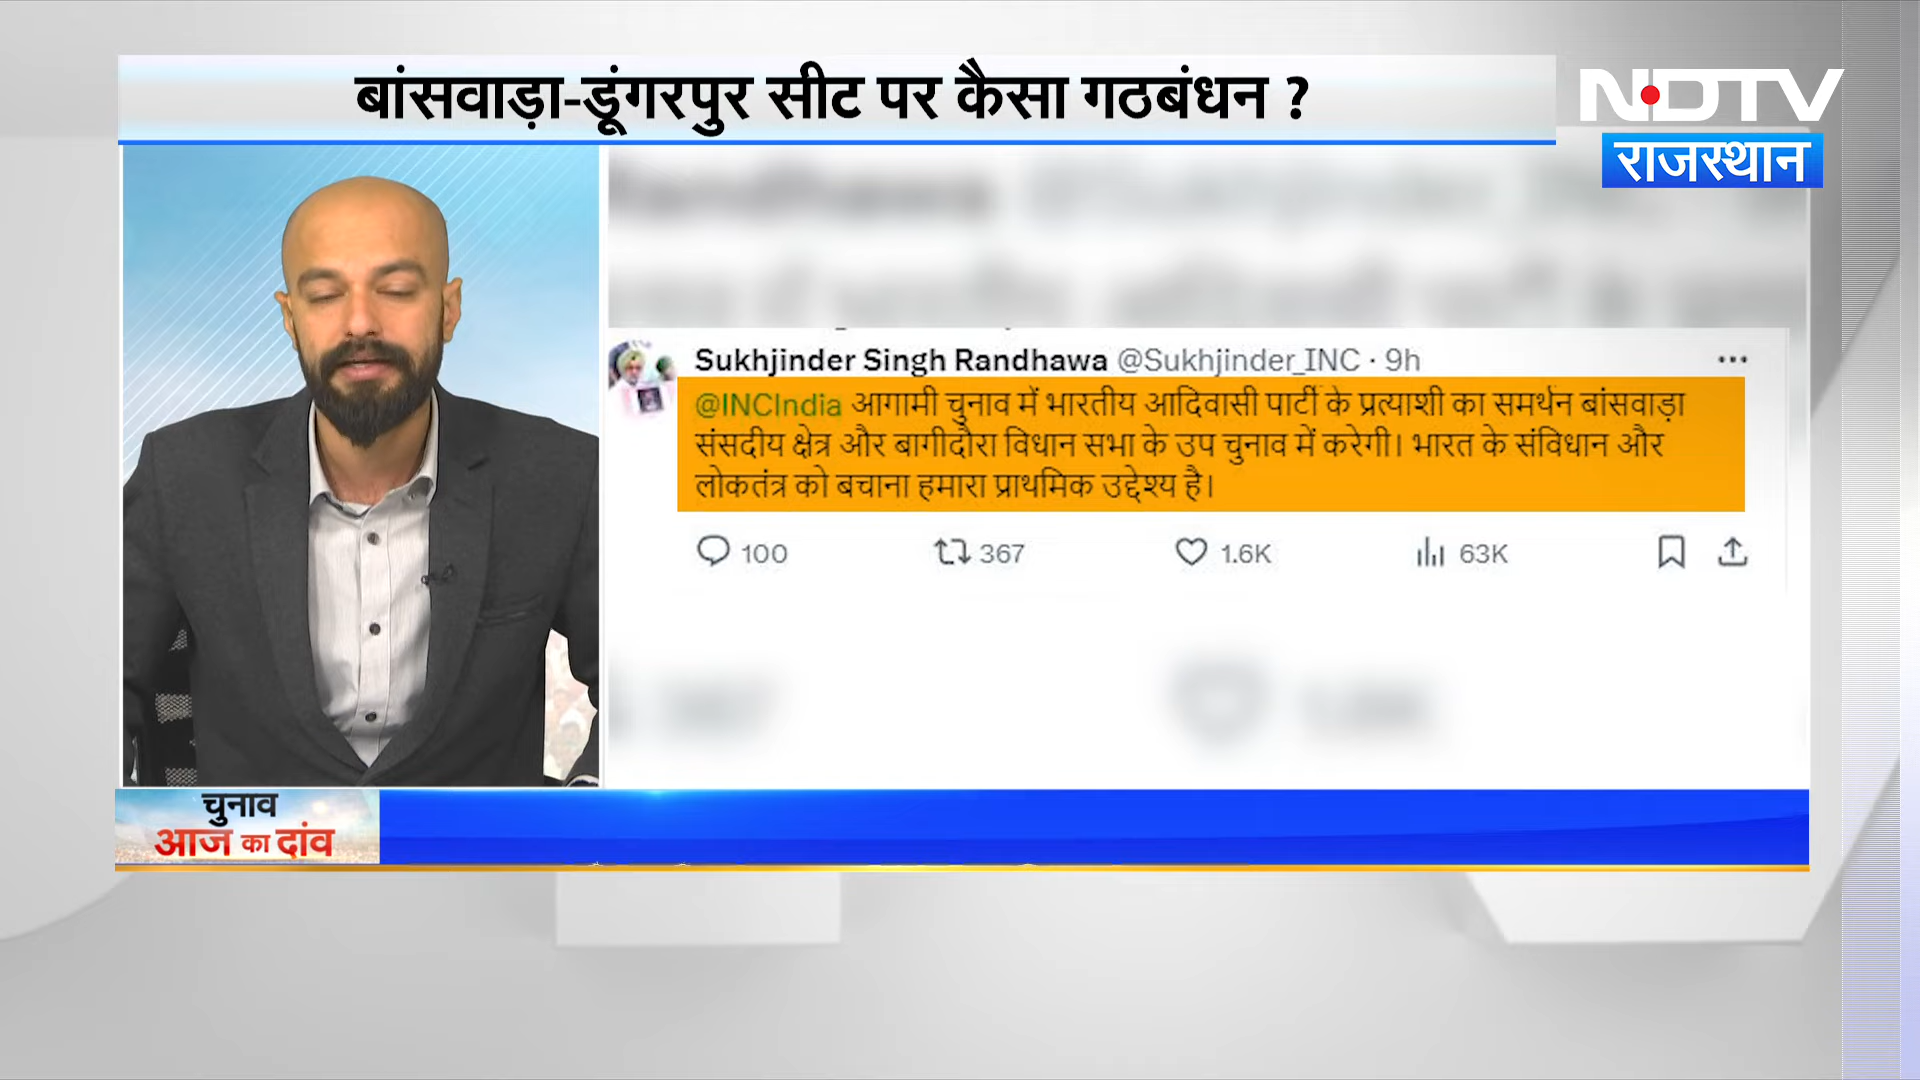 बांसवाड़ा-डूंगरपुर सीट पर कैसा गठबंधन ?
NDTV
राजस्थान
Sukhjinder Singh Randhawa @Sukhjinder_INC · 9h
@INCIndia आगामी चुनाव में भारतीय आदिवासी पार्टी के प्रत्याशी का समर्थन बांसवाड़ा
संसदीय क्षेत्र और बागीदौरा विधान सभा के उप चुनाव में करेगी। भारत के संविधान और
लोकतंत्र को बचाना हमारा प्राथमिक उद्देश्य है।
100 367 1.6K 63K
चुनाव
आज का दांव